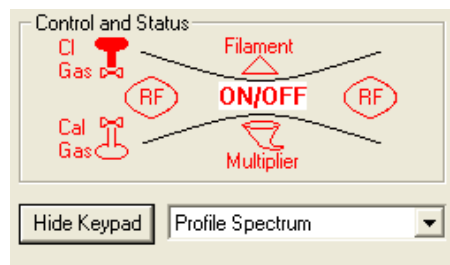 Control and Status
CI
Gas
Filament
RF
ON/OFF
RF
Cal
Gas
Multiplier
Hide Keypad
Profile Spectrum